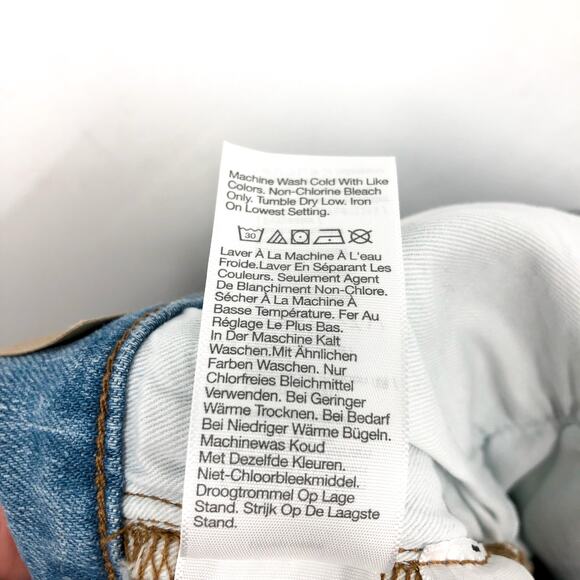 Machine Wash Cold With Like
Colors. Non-Chlorine Bleach
Only. Tumble Dry Low. Iron
On Lowest Setting.
30
Laver À La Machine À L'eau
Froide.Laver En Séparant Les
Couleurs. Seulement Agent
De Blanchiment Non-Chlore.
Sécher À La Machine À
Basse Température. Fer Au
Réglage Le Plus Bas.
In Der Maschine Kalt
Waschen.Mit Ähnlichen
Farben Waschen. Nur
Chlorfreies Bleichmittel
Verwenden. Bei Geringer
Wärme Trocknen. Bei Bedarf
Bei Niedriger Wärme Bügeln.
Machinewas Koud
Met Dezelfde Kleuren.
Niet-Chloorbleekmiddel.
Droogtrommel Op Lage
Stand. Strijk Op De Laagste
Stand.